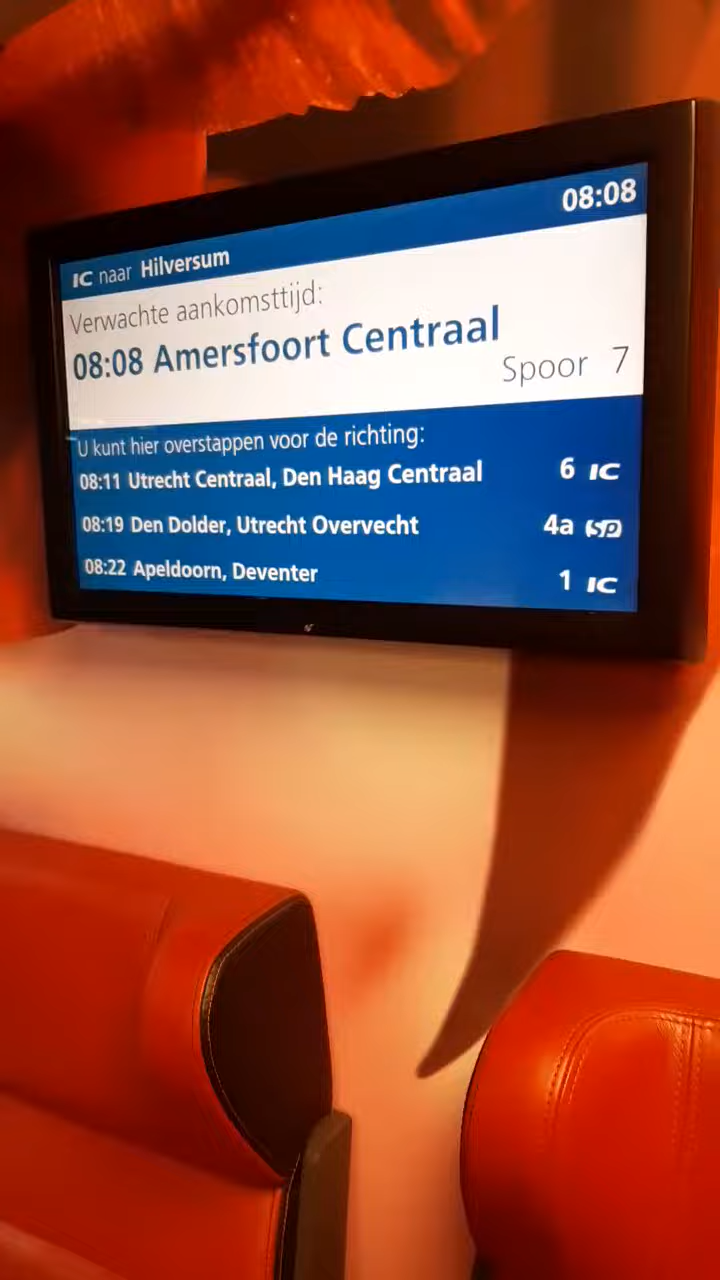 08:08
IC naar Hilversum
Verwachte aankomsttijd:
08:08 Amersfoort Centraal
Spoor 7
U kunt hier overstappen voor de richting:
08:11 Utrecht Centraal, Den Haag Centraal 6 IC
08:19 Den Dolder, Utrecht Overvecht 4a SP
08:22 Apeldoorn, Deventer 1 IC